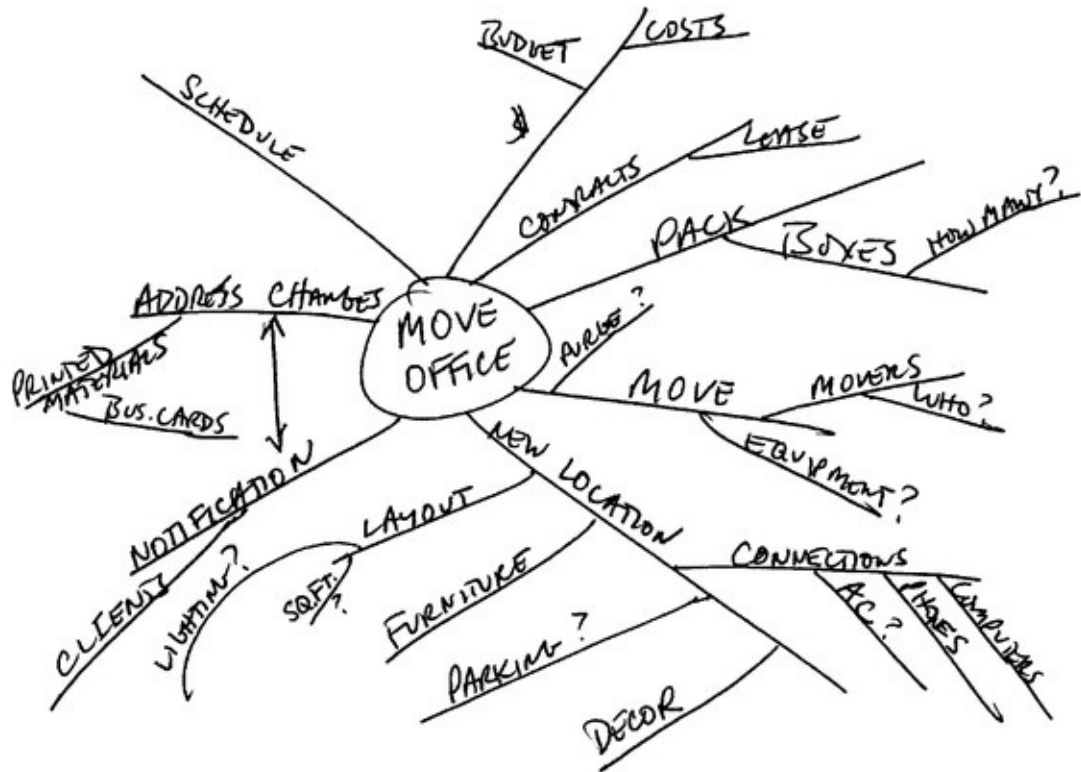 BUDGET
COSTS
SCHEDULE
$
CONTRACTS
LEASE
PACK
BOXES
HOW MANY?
ADDRESS CHANGES
PRINTED
MATERIALS
BUS. CARDS
MOVE
OFFICE
PURGE?
MOVE
MOVERS
WHO?
EQUIPMENT?
NOTIFICATION
CLIENTS
NEW LOCATION
LAYOUT
LIGHTING?
SQ.FT.
?
FURNITURE
PARKING?
DECOR
CONNECTIONS
AC?
PHONES
COMPUTERS